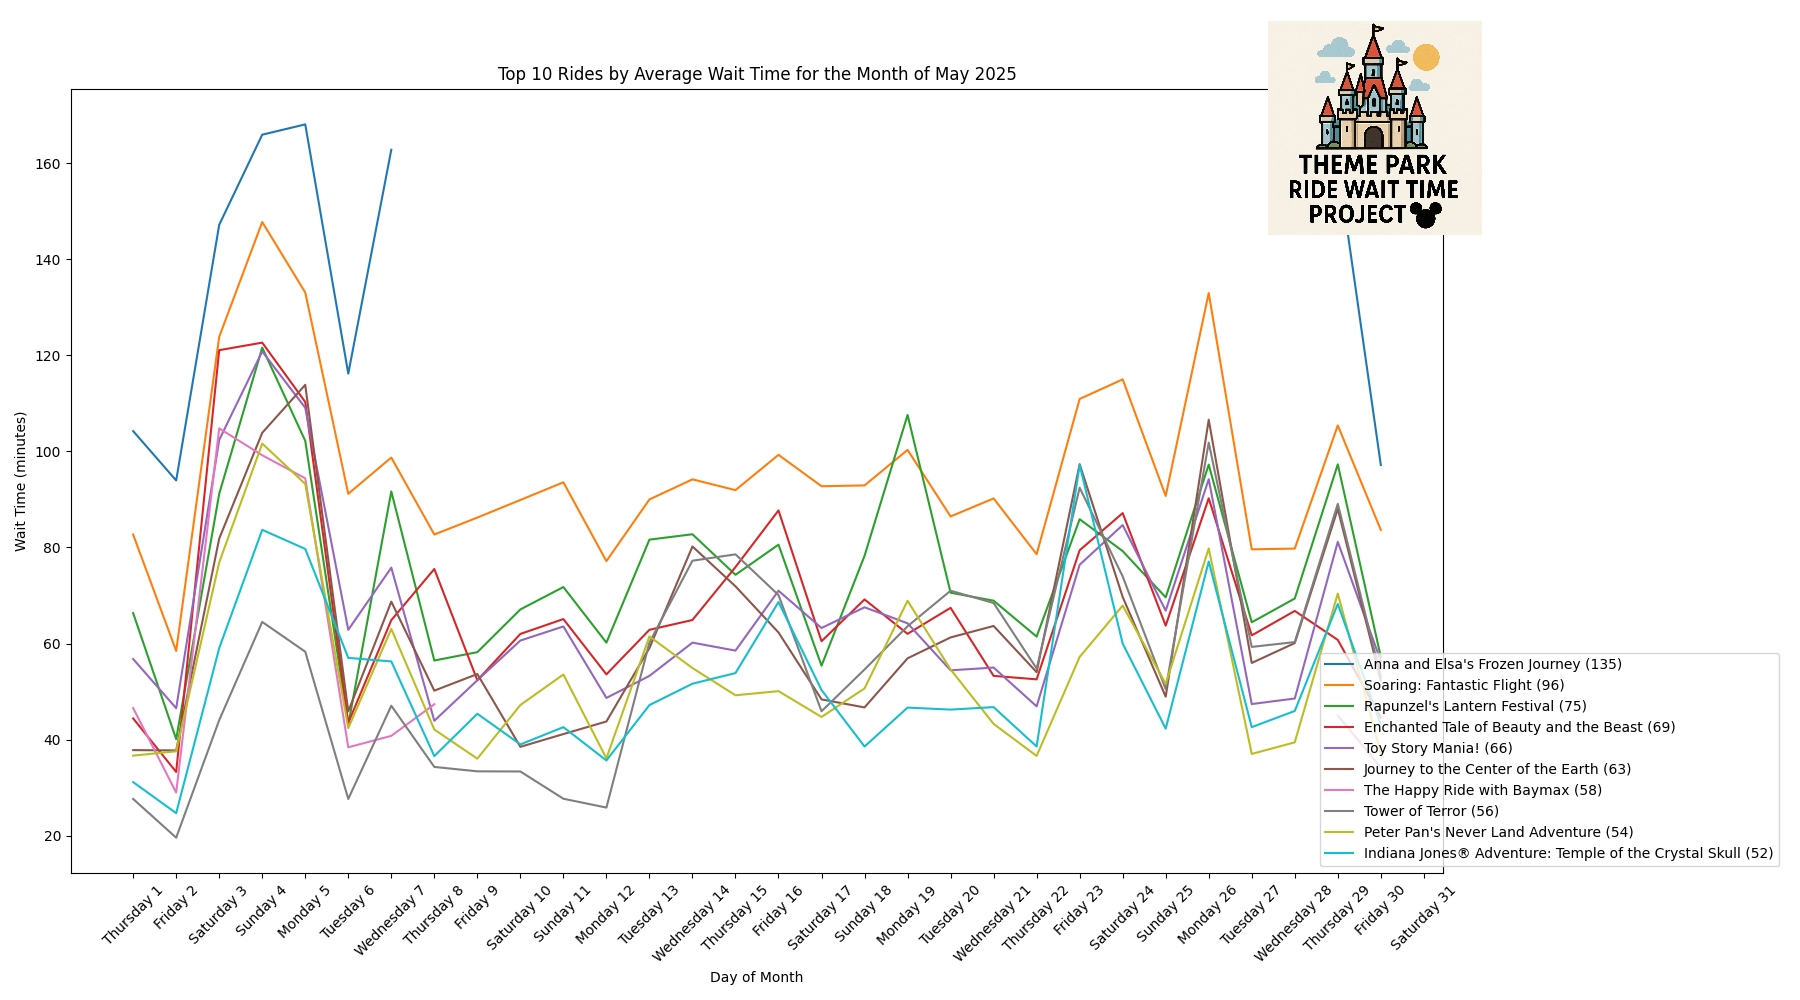 Top 10 Rides by Average Wait Time for the Month of May 2025
THEME PARK
RIDE WAIT TIME
PROJECT
Wait Time (minutes)
160
140
120
100
80
60
40
20
Anna and Elsa's Frozen Journey (135)
Soaring: Fantastic Flight (96)
Rapunzel's Lantern Festival (75)
Enchanted Tale of Beauty and the Beast (69)
Toy Story Mania! (66)
Journey to the Center of the Earth (63)
The Happy Ride with Baymax (58)
Tower of Terror (56)
Peter Pan's Never Land Adventure (54)
Indiana Jones® Adventure: Temple of the Crystal Skull (52)
Thursday 1
Friday 2
Saturday 3
Sunday 4
Monday 5
Tuesday 6
Wednesday 7
Thursday 8
Friday 9
Saturday 10
Sunday 11
Monday 12
Tuesday 13
Wednesday 14
Thursday 15
Friday 16
Saturday 17
Sunday 18
Monday 19
Tuesday 20
Wednesday 21
Thursday 22
Friday 23
Saturday 24
Sunday 25
Monday 26
Tuesday 27
Wednesday 28
Thursday 29
Friday 30
Saturday 31
Day of Month